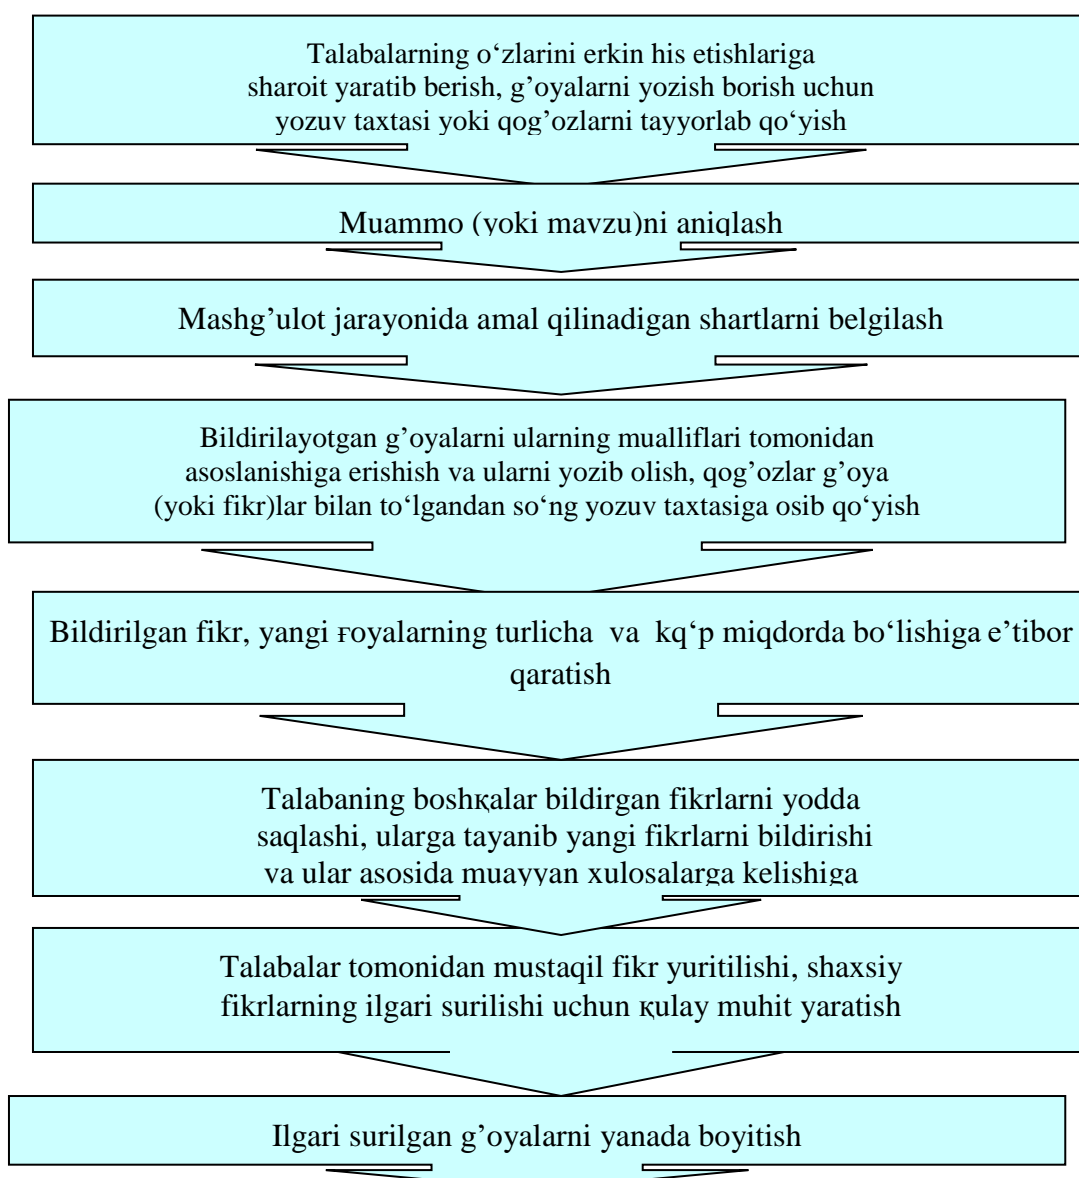 Talabalarning o‘zlarini erkin his etishlariga
sharoit yaratib berish, g’oyalarni yozish borish uchun
yozuv taxtasi yoki qog’ozlarni tayyorlab qo‘yish
Muammo (yoki mavzu)ni aniqlash
Mashg’ulot jarayonida amal qilinadigan shartlarni belgilash
Bildirilayotgan g’oyalarni ularning mualliflari tomonidan
asoslanishiga erishish va ularni yozib olish, qog’ozlar g’oya
(yoki fikr)lar bilan to‘lgandan so‘ng yozuv taxtasiga osib qo‘yish
Bildirilgan fikr, yangi ғoyalarning turlicha va kq‘p miqdorda bo‘lishiga e’tibor
qaratish
Talabaning boshқalar bildirgan fikrlarni yodda
saqlashi, ularga tayanib yangi fikrlarni bildirishi
va ular asosida muayyan xulosalarga kelishiga
Talabalar tomonidan mustaqil fikr yuritilishi, shaxsiy
fikrlarning ilgari surilishi uchun қulay muhit yaratish
Ilgari surilgan g’oyalarni yanada boyitish